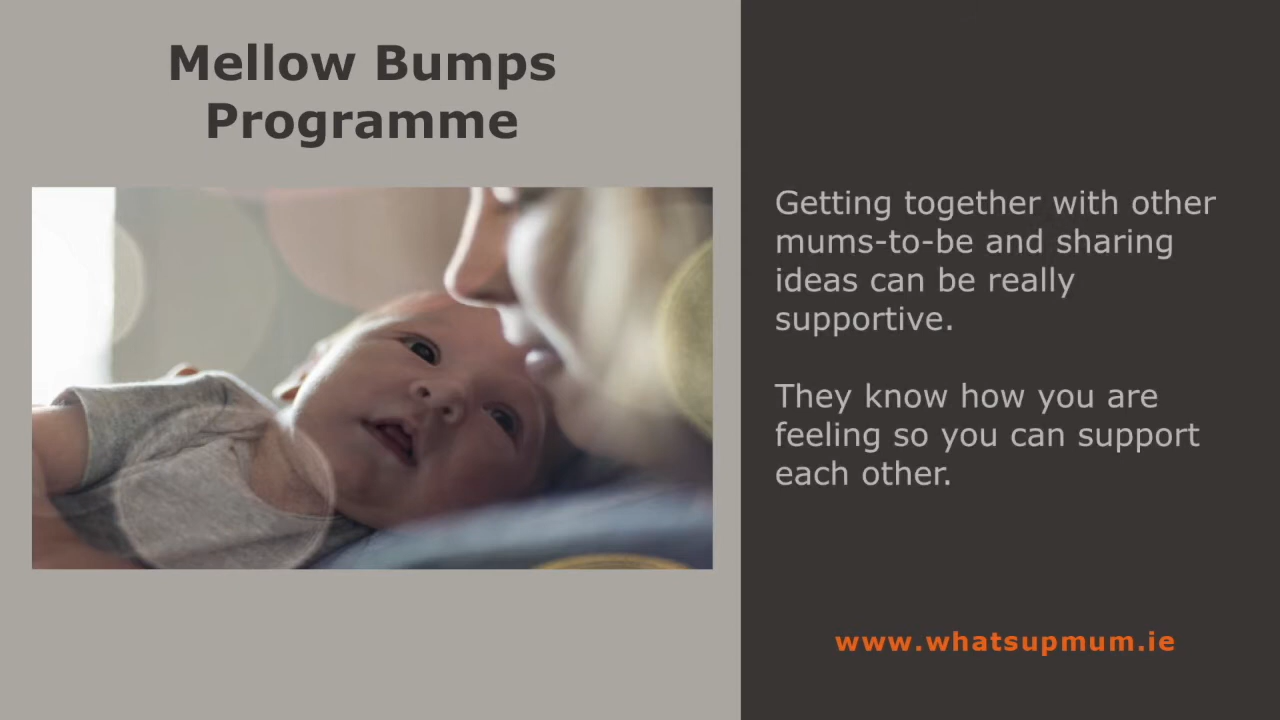 Mellow Bumps
Programme
Getting together with other
mums-to-be and sharing
ideas can be really
supportive.
They know how you are
feeling so you can support
each other.
www.whatsupmum.ie